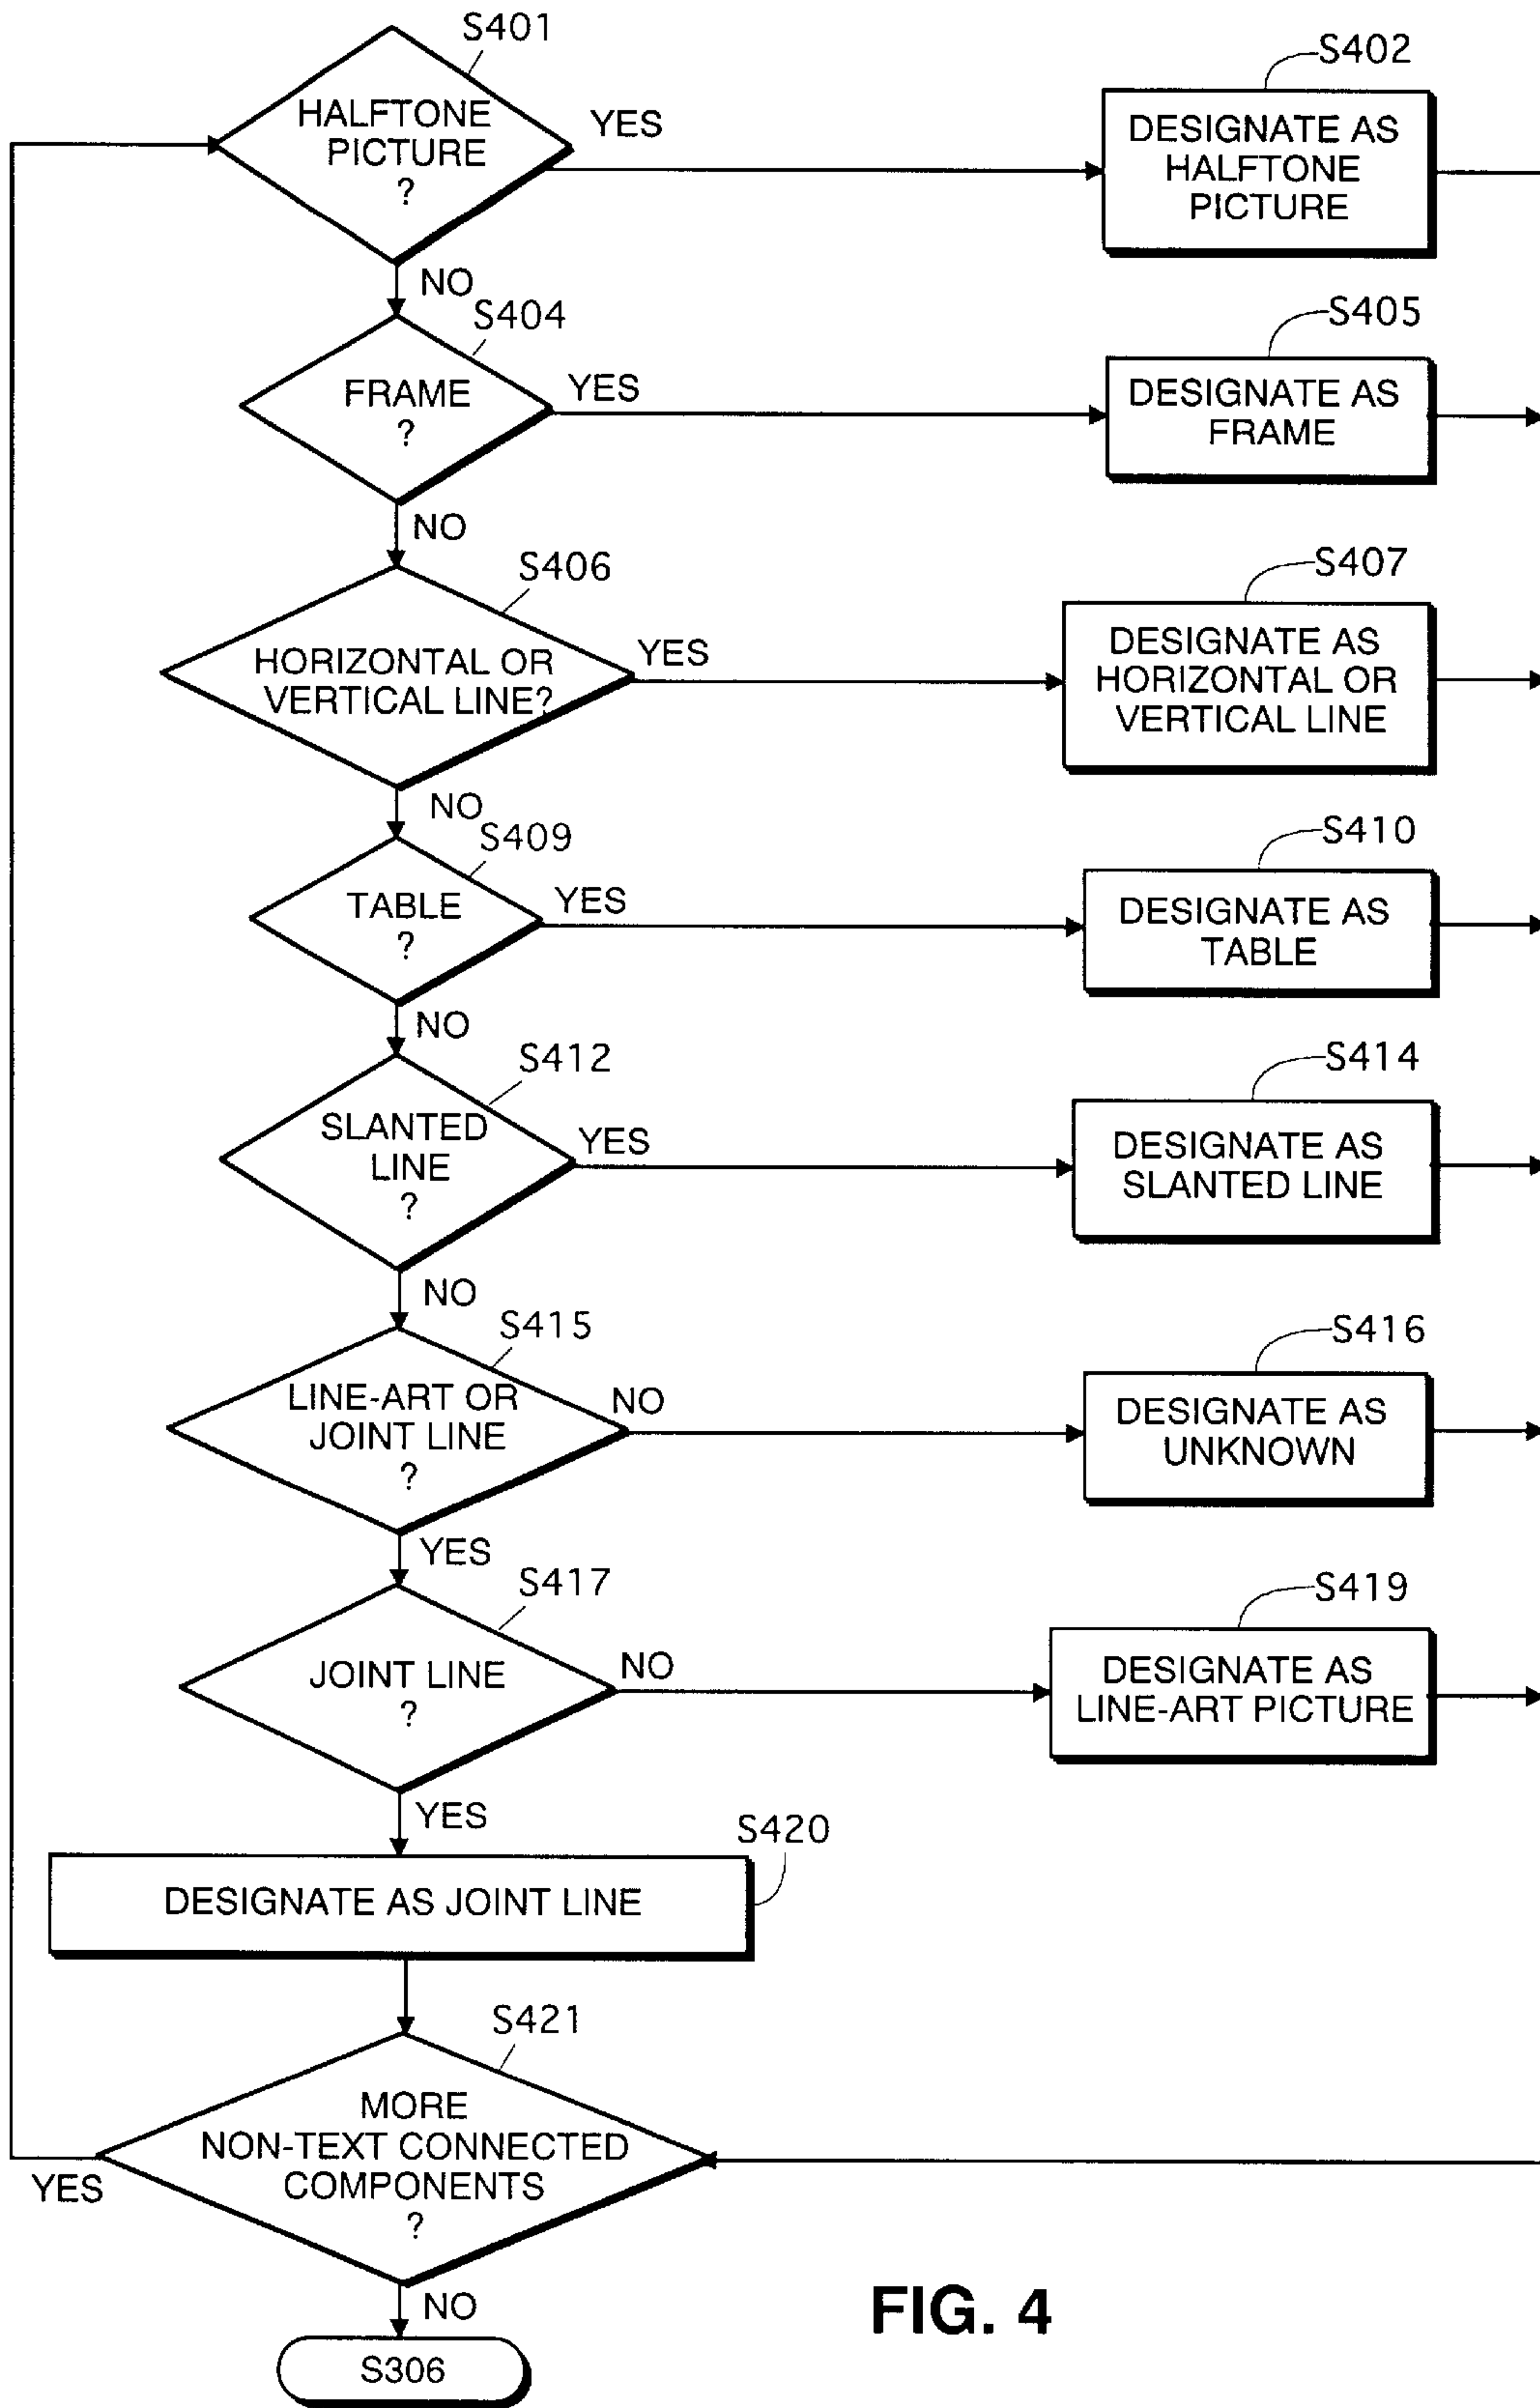 S401
HALFTONE
PICTURE
?
YES
S402
DESIGNATE AS
HALFTONE
PICTURE
NO
S404
FRAME
?
YES
S405
DESIGNATE AS
FRAME
NO
S406
HORIZONTAL OR
VERTICAL LINE?
YES
S407
DESIGNATE AS
HORIZONTAL OR
VERTICAL LINE
NO
S409
TABLE
?
YES
S410
DESIGNATE AS
TABLE
NO
S412
SLANTED
LINE
?
YES
S414
DESIGNATE AS
SLANTED LINE
NO
S415
LINE-ART OR
JOINT LINE
?
NO
S416
DESIGNATE AS
UNKNOWN
YES
S417
JOINT LINE
?
NO
S419
DESIGNATE AS
LINE-ART PICTURE
YES
S420
DESIGNATE AS JOINT LINE
S421
MORE
NON-TEXT CONNECTED
COMPONENTS
?
YES
NO
S306
FIG. 4